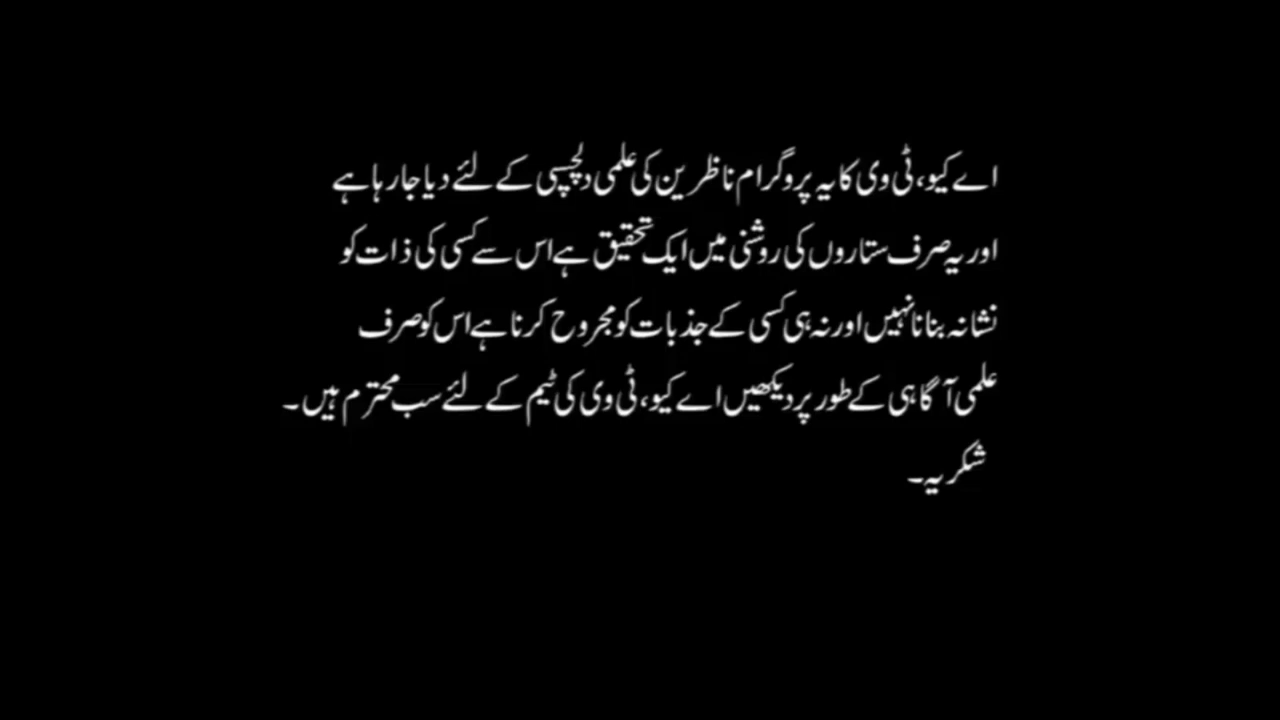 اے کیو، ٹی وی کا یہ پروگرام ناظرین کی علمی دلچسپی کے لئے دیا جا رہا ہے
اور یہ صرف ستاروں کی روشنی میں ایک تحقیق ہے اس سے کسی کی ذات کو
نشانہ بنانا نہیں اور نہ ہی کسی کے جذبات کو مجروح کرنا ہے اس کو صرف
علمی آگاہی کے طور پر دیکھیں اے کیو، ٹی وی کی ٹیم کے لئے سب محترم ہیں۔
شکریہ۔